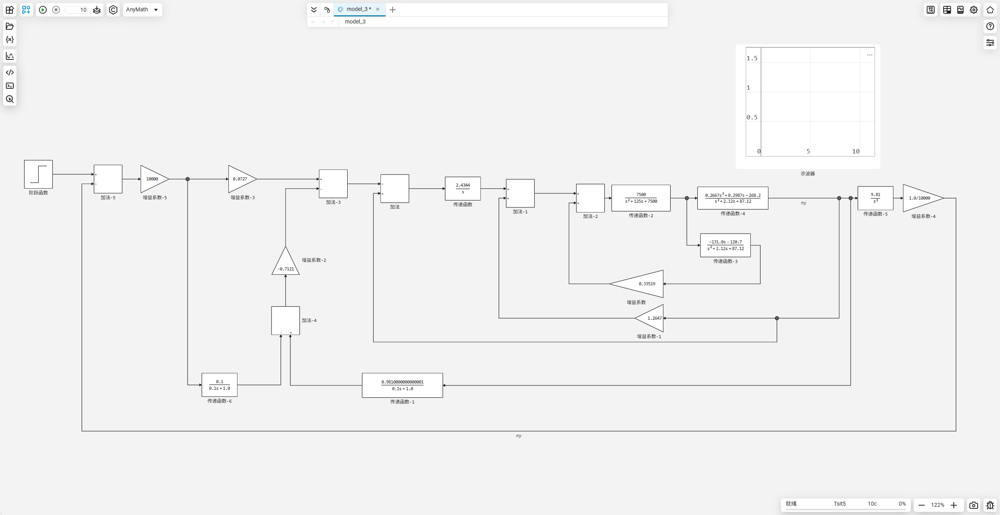 10
AnyMath
model_3 *
model_3
1.5
1
0.5
0
5
10
示波器
阶跃函数
+
-
加法-5
10000
增益系数-5
0.0727
增益系数-3
+
-
加法-3
-
+
加法
2.4344
s
传递函数
+
+
加法-1
+
+
加法-2
7500
s²+125s+7500
传递函数-2
0.2667s²+0.2987s-268.2
s²+2.12s+87.12
传递函数-4
ny
9.81
s²
传递函数-5
1.0/10000
增益系数-4
-131.0s-120.7
s²+2.12s+87.12
传递函数-3
-0.7121
增益系数-2
0.33519
增益系数
1.2647
增益系数-1
加法-4
-
+
0.1
0.1s+1.0
传递函数-6
0.9810000000000001
0.1s+1.0
传递函数-1
ny
就绪
Tsit5
10c
0%
122%